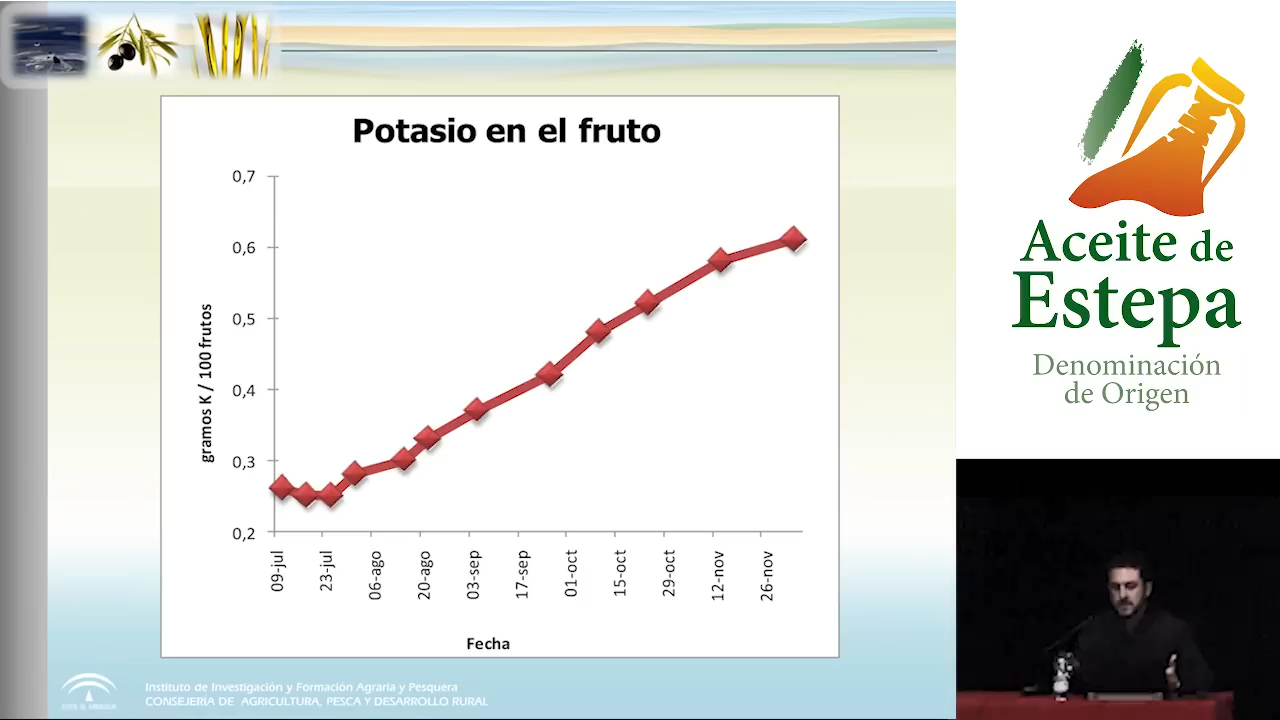 Potasio en el fruto
0,7
0,6
0,5
0,4
0,3
0,2
gramos K / 100 frutos
09-jul
23-jul
06-ago
20-ago
03-sep
17-sep
01-oct
15-oct
29-oct
12-nov
26-nov
Fecha
Instituto de Investigación y Formación Agraria y Pesquera
CONSEJERÍA DE AGRICULTURA, PESCA Y DESARROLLO RURAL
Aceite de
Estepa
Denominación
de Origen